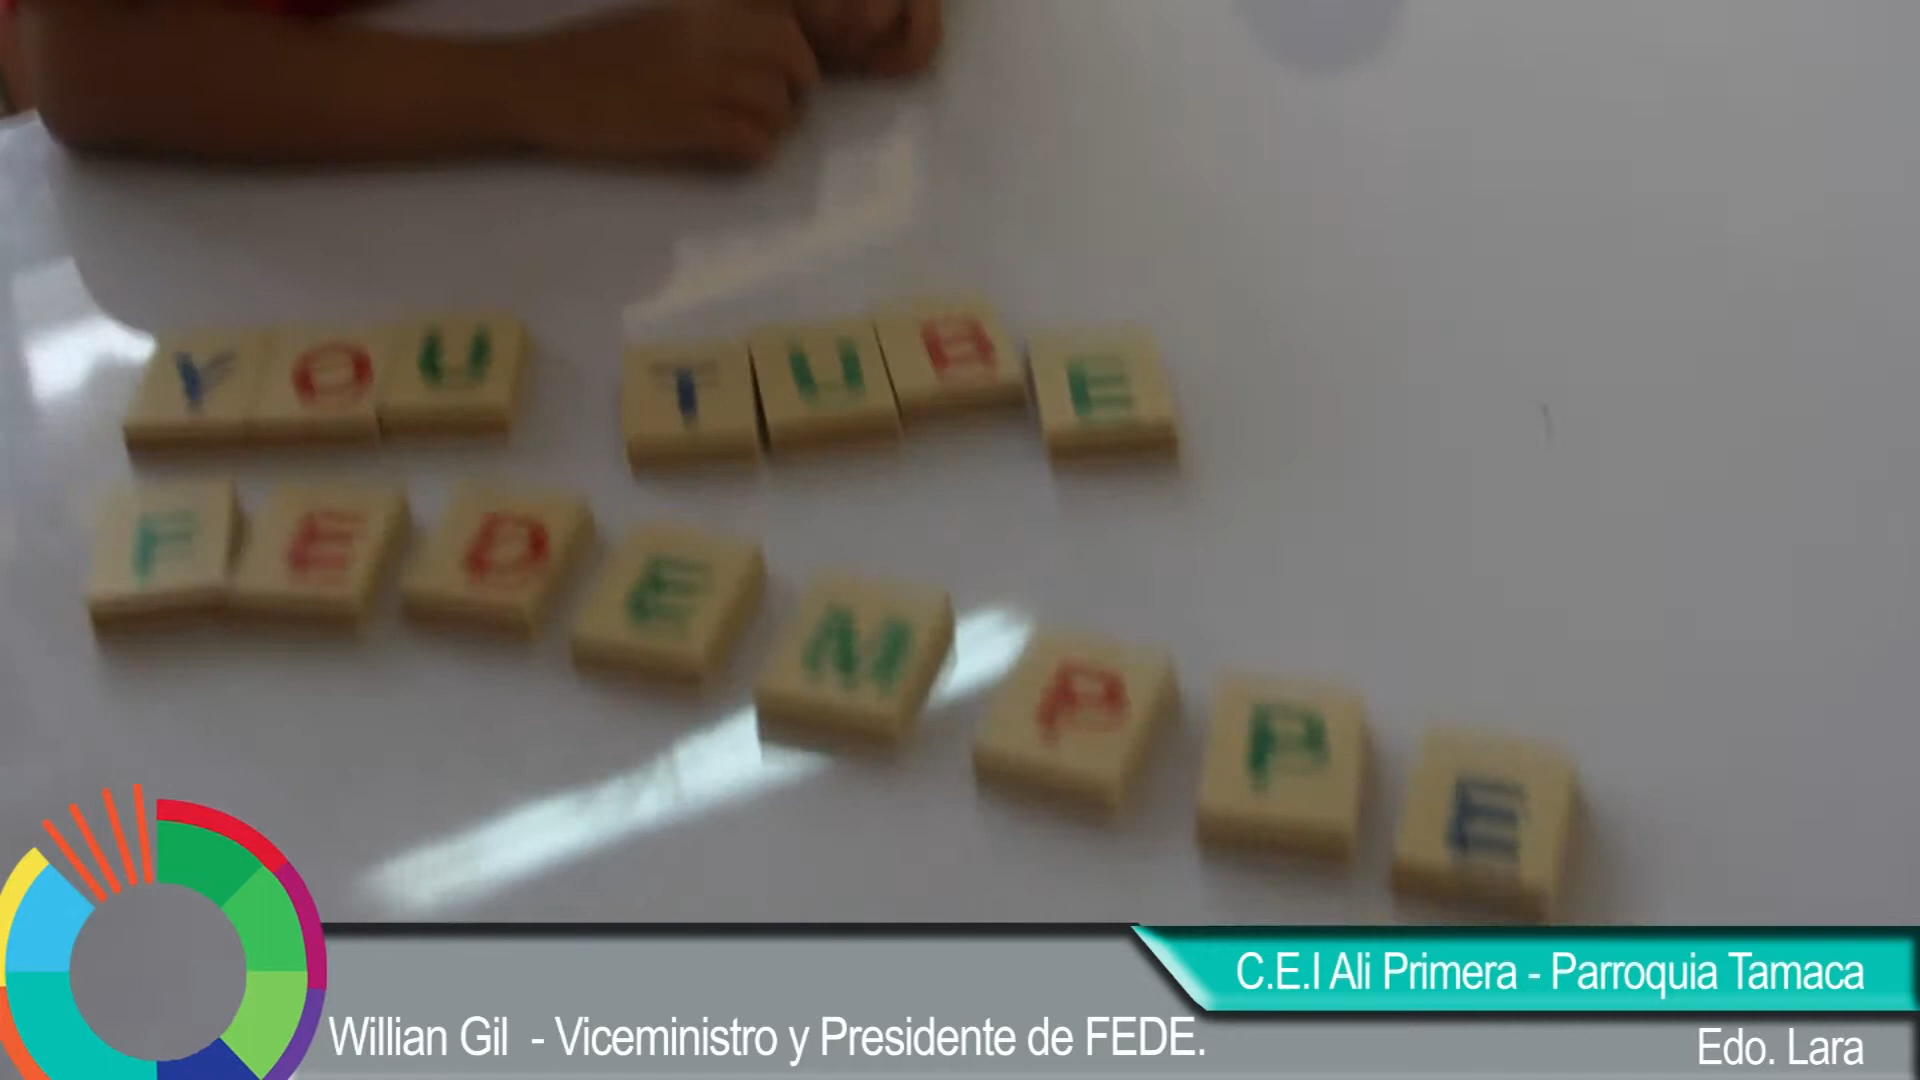 YOU TUBE
FEDEMPPE
C.E.I Ali Primera - Parroquia Tamaca
Willian Gil - Viceministro y Presidente de FEDE.
Edo. Lara